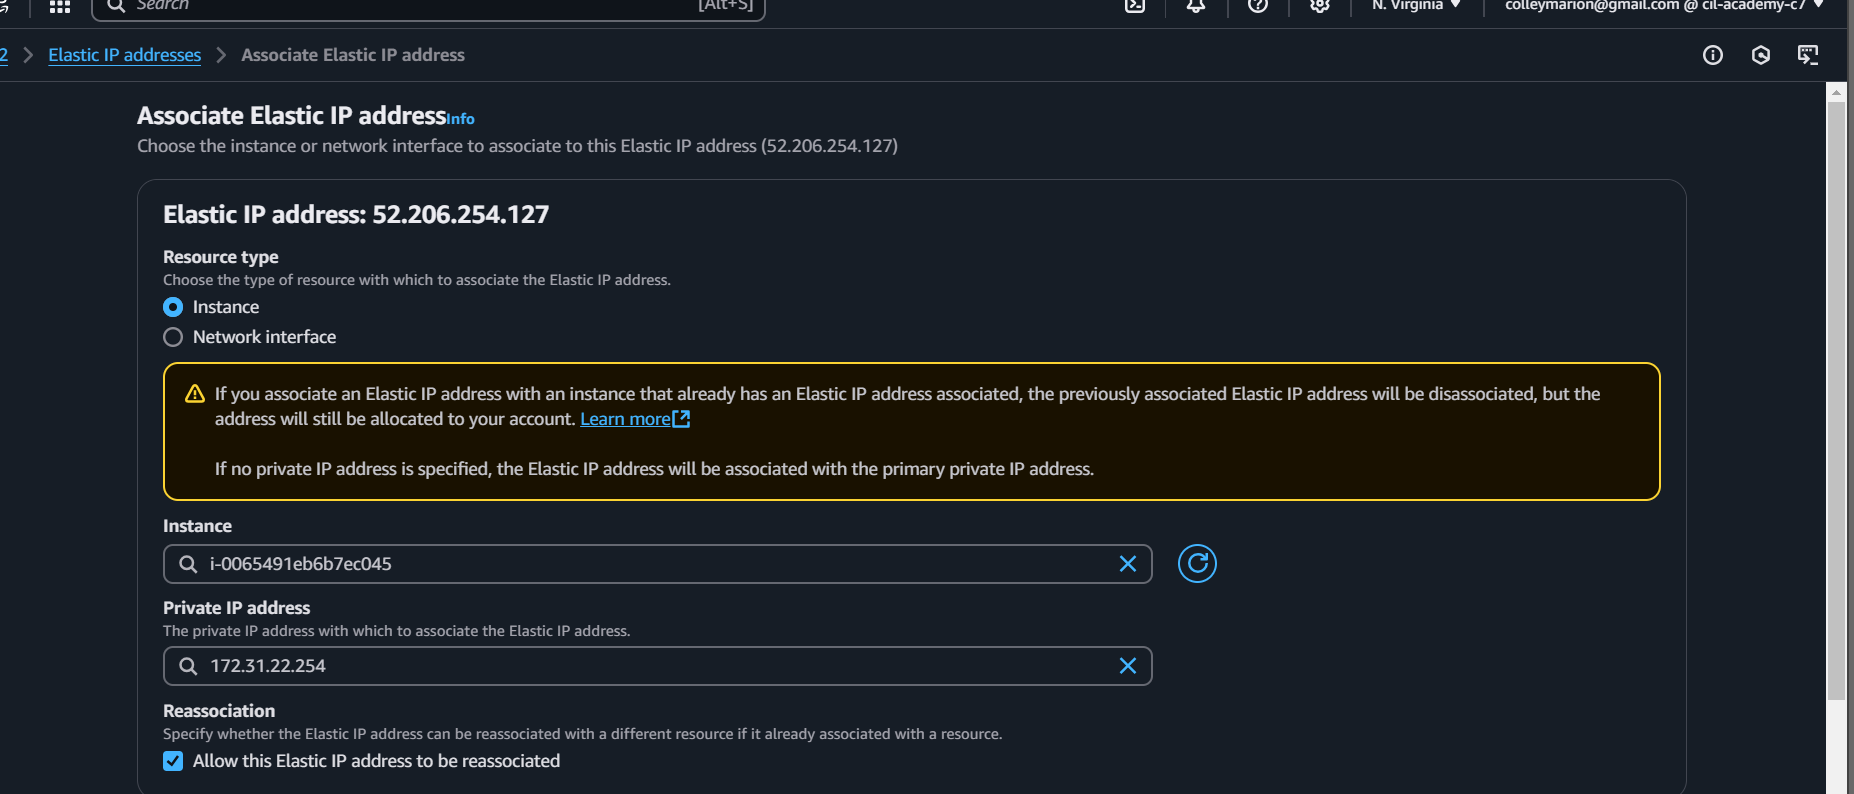 Search
[Alt+S]
N. Virginia
colleymarion@gmail.com @ cil-academy-c7
2
Elastic IP addresses
Associate Elastic IP address
Associate Elastic IP address Info
Choose the instance or network interface to associate to this Elastic IP address (52.206.254.127)
Elastic IP address: 52.206.254.127
Resource type
Choose the type of resource with which to associate the Elastic IP address.
Instance
Network interface
If you associate an Elastic IP address with an instance that already has an Elastic IP address associated, the previously associated Elastic IP address will be disassociated, but the
address will still be allocated to your account. Learn more
If no private IP address is specified, the Elastic IP address will be associated with the primary private IP address.
Instance
i-0065491eb6b7ec045
Private IP address
The private IP address with which to associate the Elastic IP address.
172.31.22.254
Reassociation
Specify whether the Elastic IP address can be reassociated with a different resource if it already associated with a resource.
Allow this Elastic IP address to be reassociated